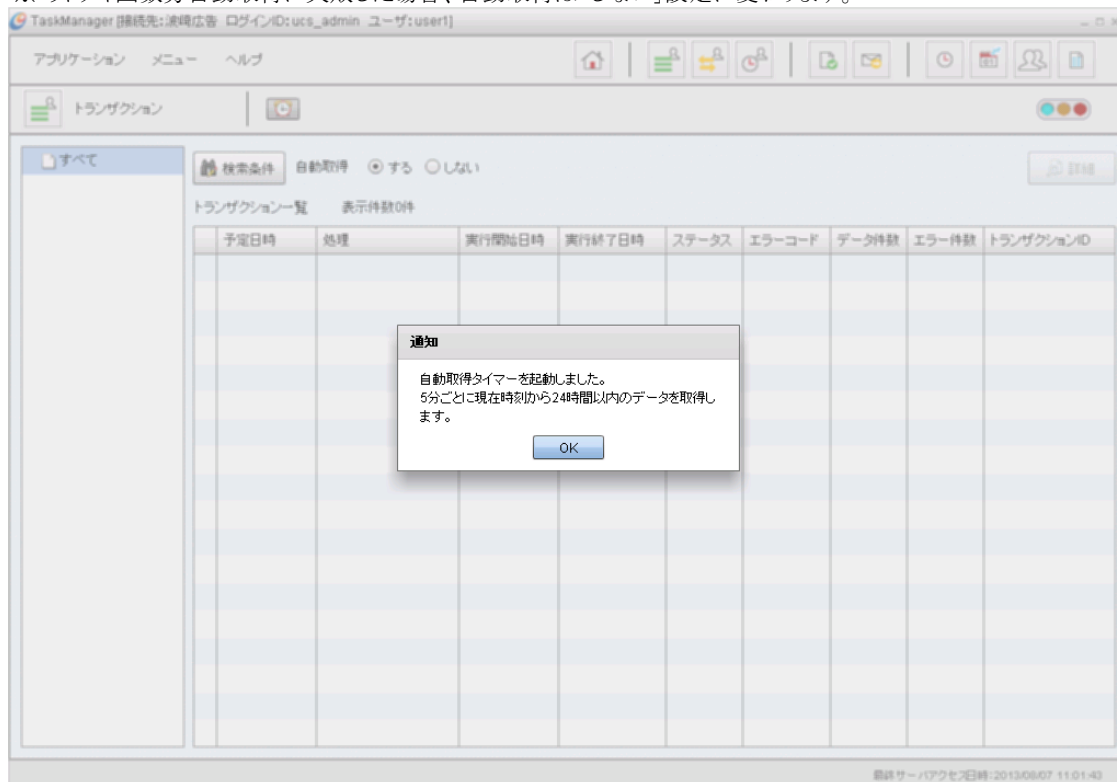 TaskManager [接続先:波崎広告 ログインID:ucs_admin ユーザ:user1]
アプリケーション メニュー ヘルプ
トランザクション
すべて
検索条件 自動取得 する しない
詳細
トランザクション一覧 表示件数0件
予定日時 処理 実行開始日時 実行終了日時 ステータス エラーコード データ件数 エラー件数 トランザクションID
通知
自動取得タイマーを起動しました。
5分ごとに現在時刻から24時間以内のデータを取得し
ます。
OK
最終サーバアクセス日時:2013/08/07 11:01:43